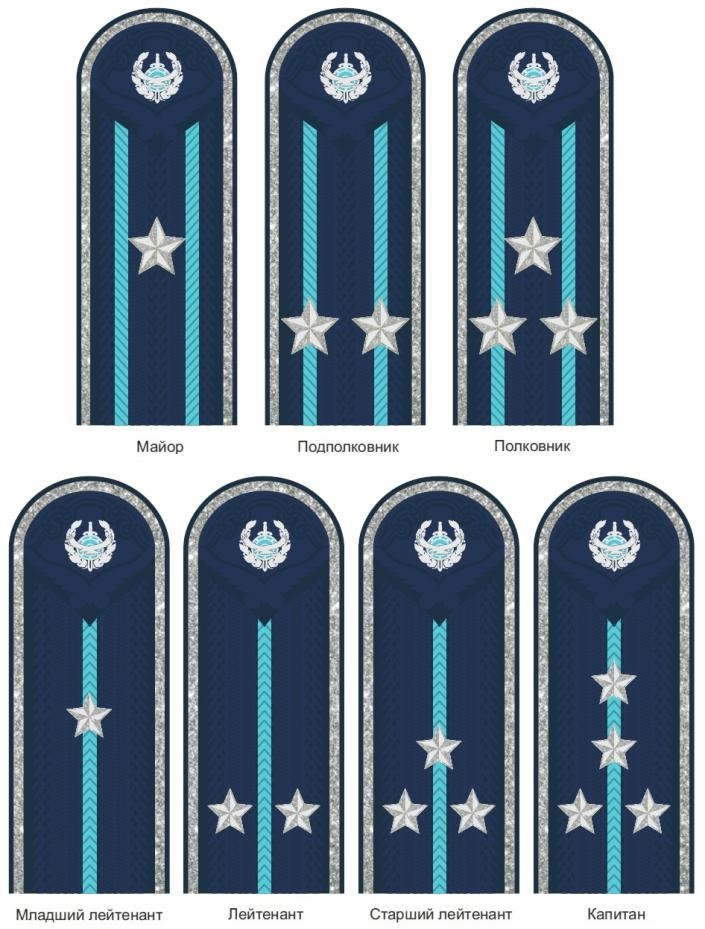 Майор
Подполковник
Полковник
Младший лейтенант
Лейтенант
Старший лейтенант
Капитан